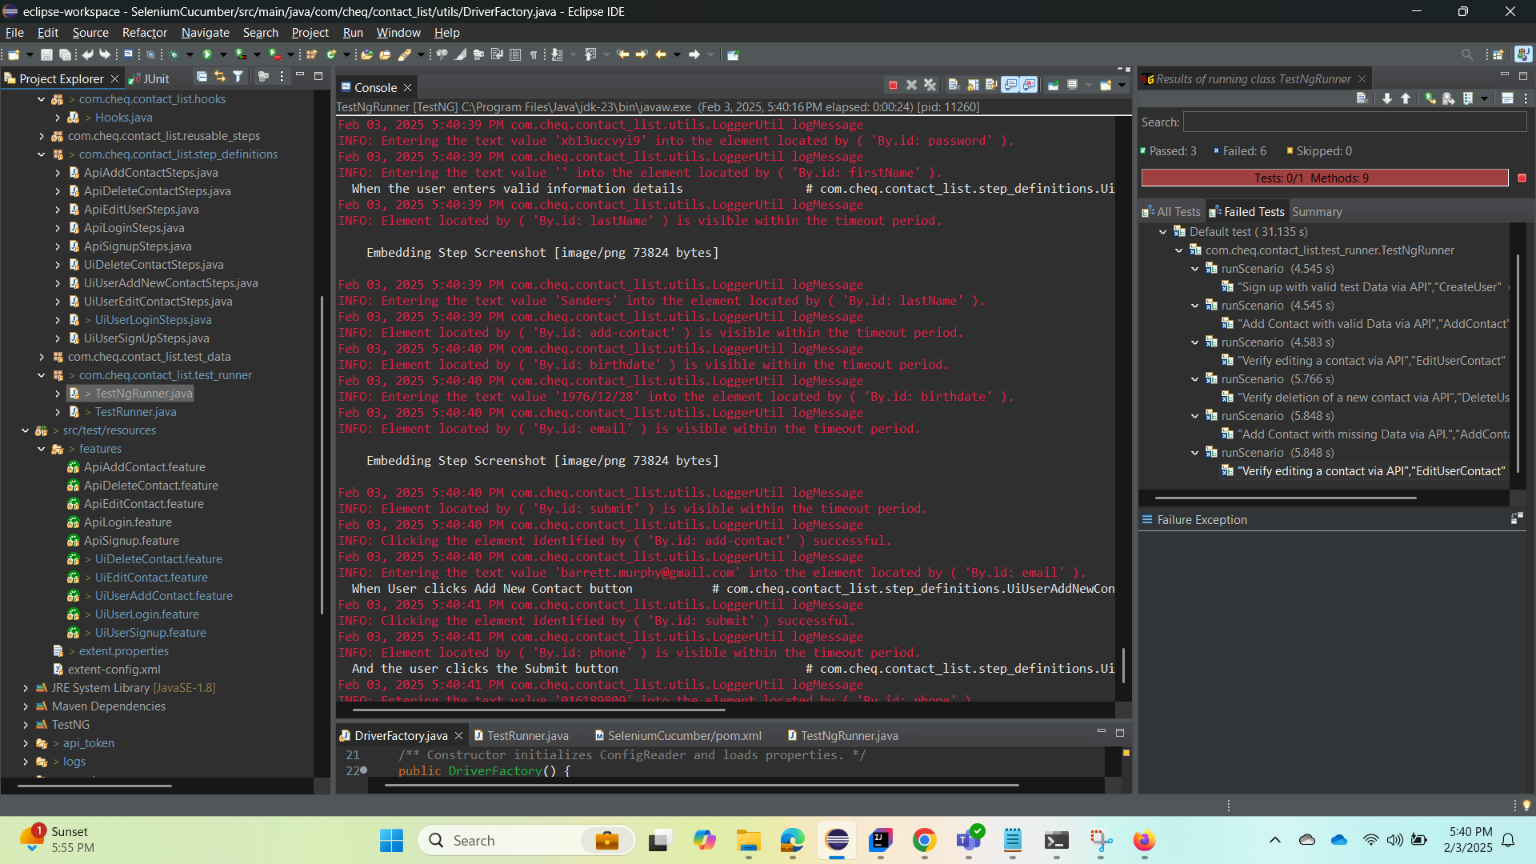 eclipse-workspace - SeleniumCucumber/src/main/java/com/cheq/contact_list/utils/DriverFactory.java - Eclipse IDE
File Edit Source Refactor Navigate Search Project Run Window Help
Project Explorer
JUnit
> com.cheq.contact_list.hooks
> Hooks.java
com.cheq.contact_list.reusable_steps
> com.cheq.contact_list.step_definitions
ApiAddContactSteps.java
ApiDeleteContactSteps.java
ApiEditUserSteps.java
ApiLoginSteps.java
ApiSignupSteps.java
UiDeleteContactSteps.java
UiUserAddNewContactSteps.java
UiUserEditContactSteps.java
> UiUserLoginSteps.java
UiUserSignUpSteps.java
com.cheq.contact_list.test_data
> com.cheq.contact_list.test_runner
> TestNgRunner.java
> TestRunner.java
> src/test/resources
> features
ApiAddContact.feature
ApiDeleteContact.feature
ApiEditContact.feature
ApiLogin.feature
ApiSignup.feature
> UiDeleteContact.feature
> UiEditContact.feature
> UiUserAddContact.feature
> UiUserLogin.feature
> UiUserSignup.feature
> extent.properties
extent-config.xml
JRE System Library [JavaSE-1.8]
Maven Dependencies
TestNG
> api_token
> logs
Console
TestNgRunner [TestNG] C:\Program Files\Java\jdk-23\bin\javaw.exe (Feb 3, 2025, 5:40:16 PM elapsed: 0:00:24) [pid: 11260]
Feb 03, 2025 5:40:39 PM com.cheq.contact_list.utils.LoggerUtil logMessage
INFO: Entering the text value 'xb13uccvyi9' into the element located by ( 'By.id: password' ).
Feb 03, 2025 5:40:39 PM com.cheq.contact_list.utils.LoggerUtil logMessage
INFO: Entering the text value '' into the element located by ( 'By.id: firstName' ).
When the user enters valid information details # com.cheq.contact_list.step_definitions.Ui
Feb 03, 2025 5:40:39 PM com.cheq.contact_list.utils.LoggerUtil logMessage
INFO: Element located by ( 'By.id: lastName' ) is visible within the timeout period.
Embedding Step Screenshot [image/png 73824 bytes]
Feb 03, 2025 5:40:39 PM com.cheq.contact_list.utils.LoggerUtil logMessage
INFO: Entering the text value 'Sanders' into the element located by ( 'By.id: lastName' ).
Feb 03, 2025 5:40:39 PM com.cheq.contact_list.utils.LoggerUtil logMessage
INFO: Element located by ( 'By.id: add-contact' ) is visible within the timeout period.
Feb 03, 2025 5:40:40 PM com.cheq.contact_list.utils.LoggerUtil logMessage
INFO: Element located by ( 'By.id: birthdate' ) is visible within the timeout period.
Feb 03, 2025 5:40:40 PM com.cheq.contact_list.utils.LoggerUtil logMessage
INFO: Entering the text value '1976/12/28' into the element located by ( 'By.id: birthdate' ).
Feb 03, 2025 5:40:40 PM com.cheq.contact_list.utils.LoggerUtil logMessage
INFO: Element located by ( 'By.id: email' ) is visible within the timeout period.
Embedding Step Screenshot [image/png 73824 bytes]
Feb 03, 2025 5:40:40 PM com.cheq.contact_list.utils.LoggerUtil logMessage
INFO: Element located by ( 'By.id: submit' ) is visible within the timeout period.
Feb 03, 2025 5:40:40 PM com.cheq.contact_list.utils.LoggerUtil logMessage
INFO: Clicking the element identified by ( 'By.id: add-contact' ) successful.
Feb 03, 2025 5:40:40 PM com.cheq.contact_list.utils.LoggerUtil logMessage
INFO: Entering the text value 'barrett.murphy@gmail.com' into the element located by ( 'By.id: email' ).
When User clicks Add New Contact button # com.cheq.contact_list.step_definitions.UiUserAddNewCon
Feb 03, 2025 5:40:41 PM com.cheq.contact_list.utils.LoggerUtil logMessage
INFO: Clicking the element identified by ( 'By.id: submit' ) successful.
Feb 03, 2025 5:40:41 PM com.cheq.contact_list.utils.LoggerUtil logMessage
INFO: Element located by ( 'By.id: phone' ) is visible within the timeout period.
And the user clicks the Submit button # com.cheq.contact_list.step_definitions.Ui
Feb 03, 2025 5:40:41 PM com.cheq.contact_list.utils.LoggerUtil logMessage
INFO: Entering the text value '016189809' into the element located by ( 'By.id: phone' )
DriverFactory.java
TestRunner.java
SeleniumCucumber/pom.xml
TestNgRunner.java
21 /** Constructor initializes ConfigReader and loads properties. */
22 public DriverFactory() {
Results of running class TestNgRunner
Search:
Passed: 3 Failed: 6 Skipped: 0
Tests: 0/1 Methods: 9
All Tests Failed Tests Summary
Default test ( 31.135 s)
com.cheq.contact_list.test_runner.TestNgRunner
runScenario (4.545 s)
"Sign up with valid test Data via API","CreateUser"
runScenario (4.545 s)
"Add Contact with valid Data via API","AddContact"
runScenario (4.583 s)
"Verify editing a contact via API","EditUserContact"
runScenario (5.766 s)
"Verify deletion of a new contact via API","DeleteUs
runScenario (5.848 s)
"Add Contact with missing Data via API.","AddConta
runScenario (5.848 s)
"Verify editing a contact via API","EditUserContact"
Failure Exception
1
Sunset
5:55 PM
Search
5:40 PM
2/3/2025